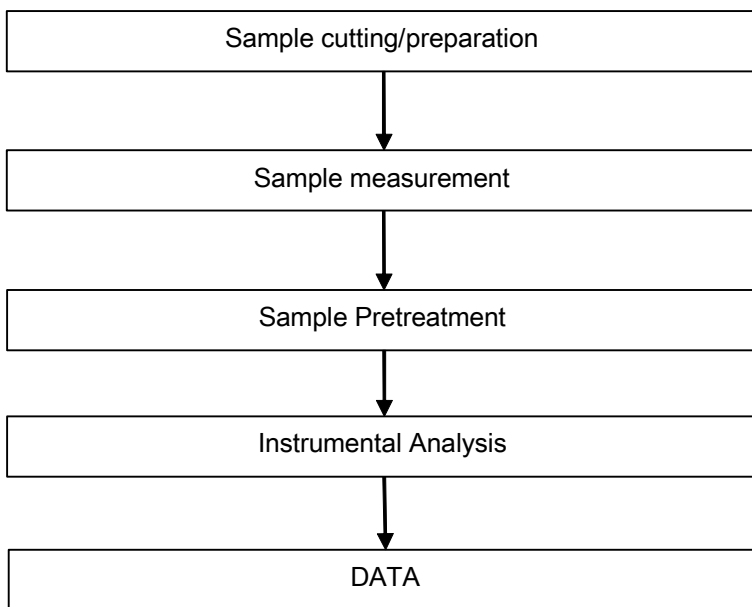 Sample cutting/preparation
Sample measurement
Sample Pretreatment
Instrumental Analysis
DATA